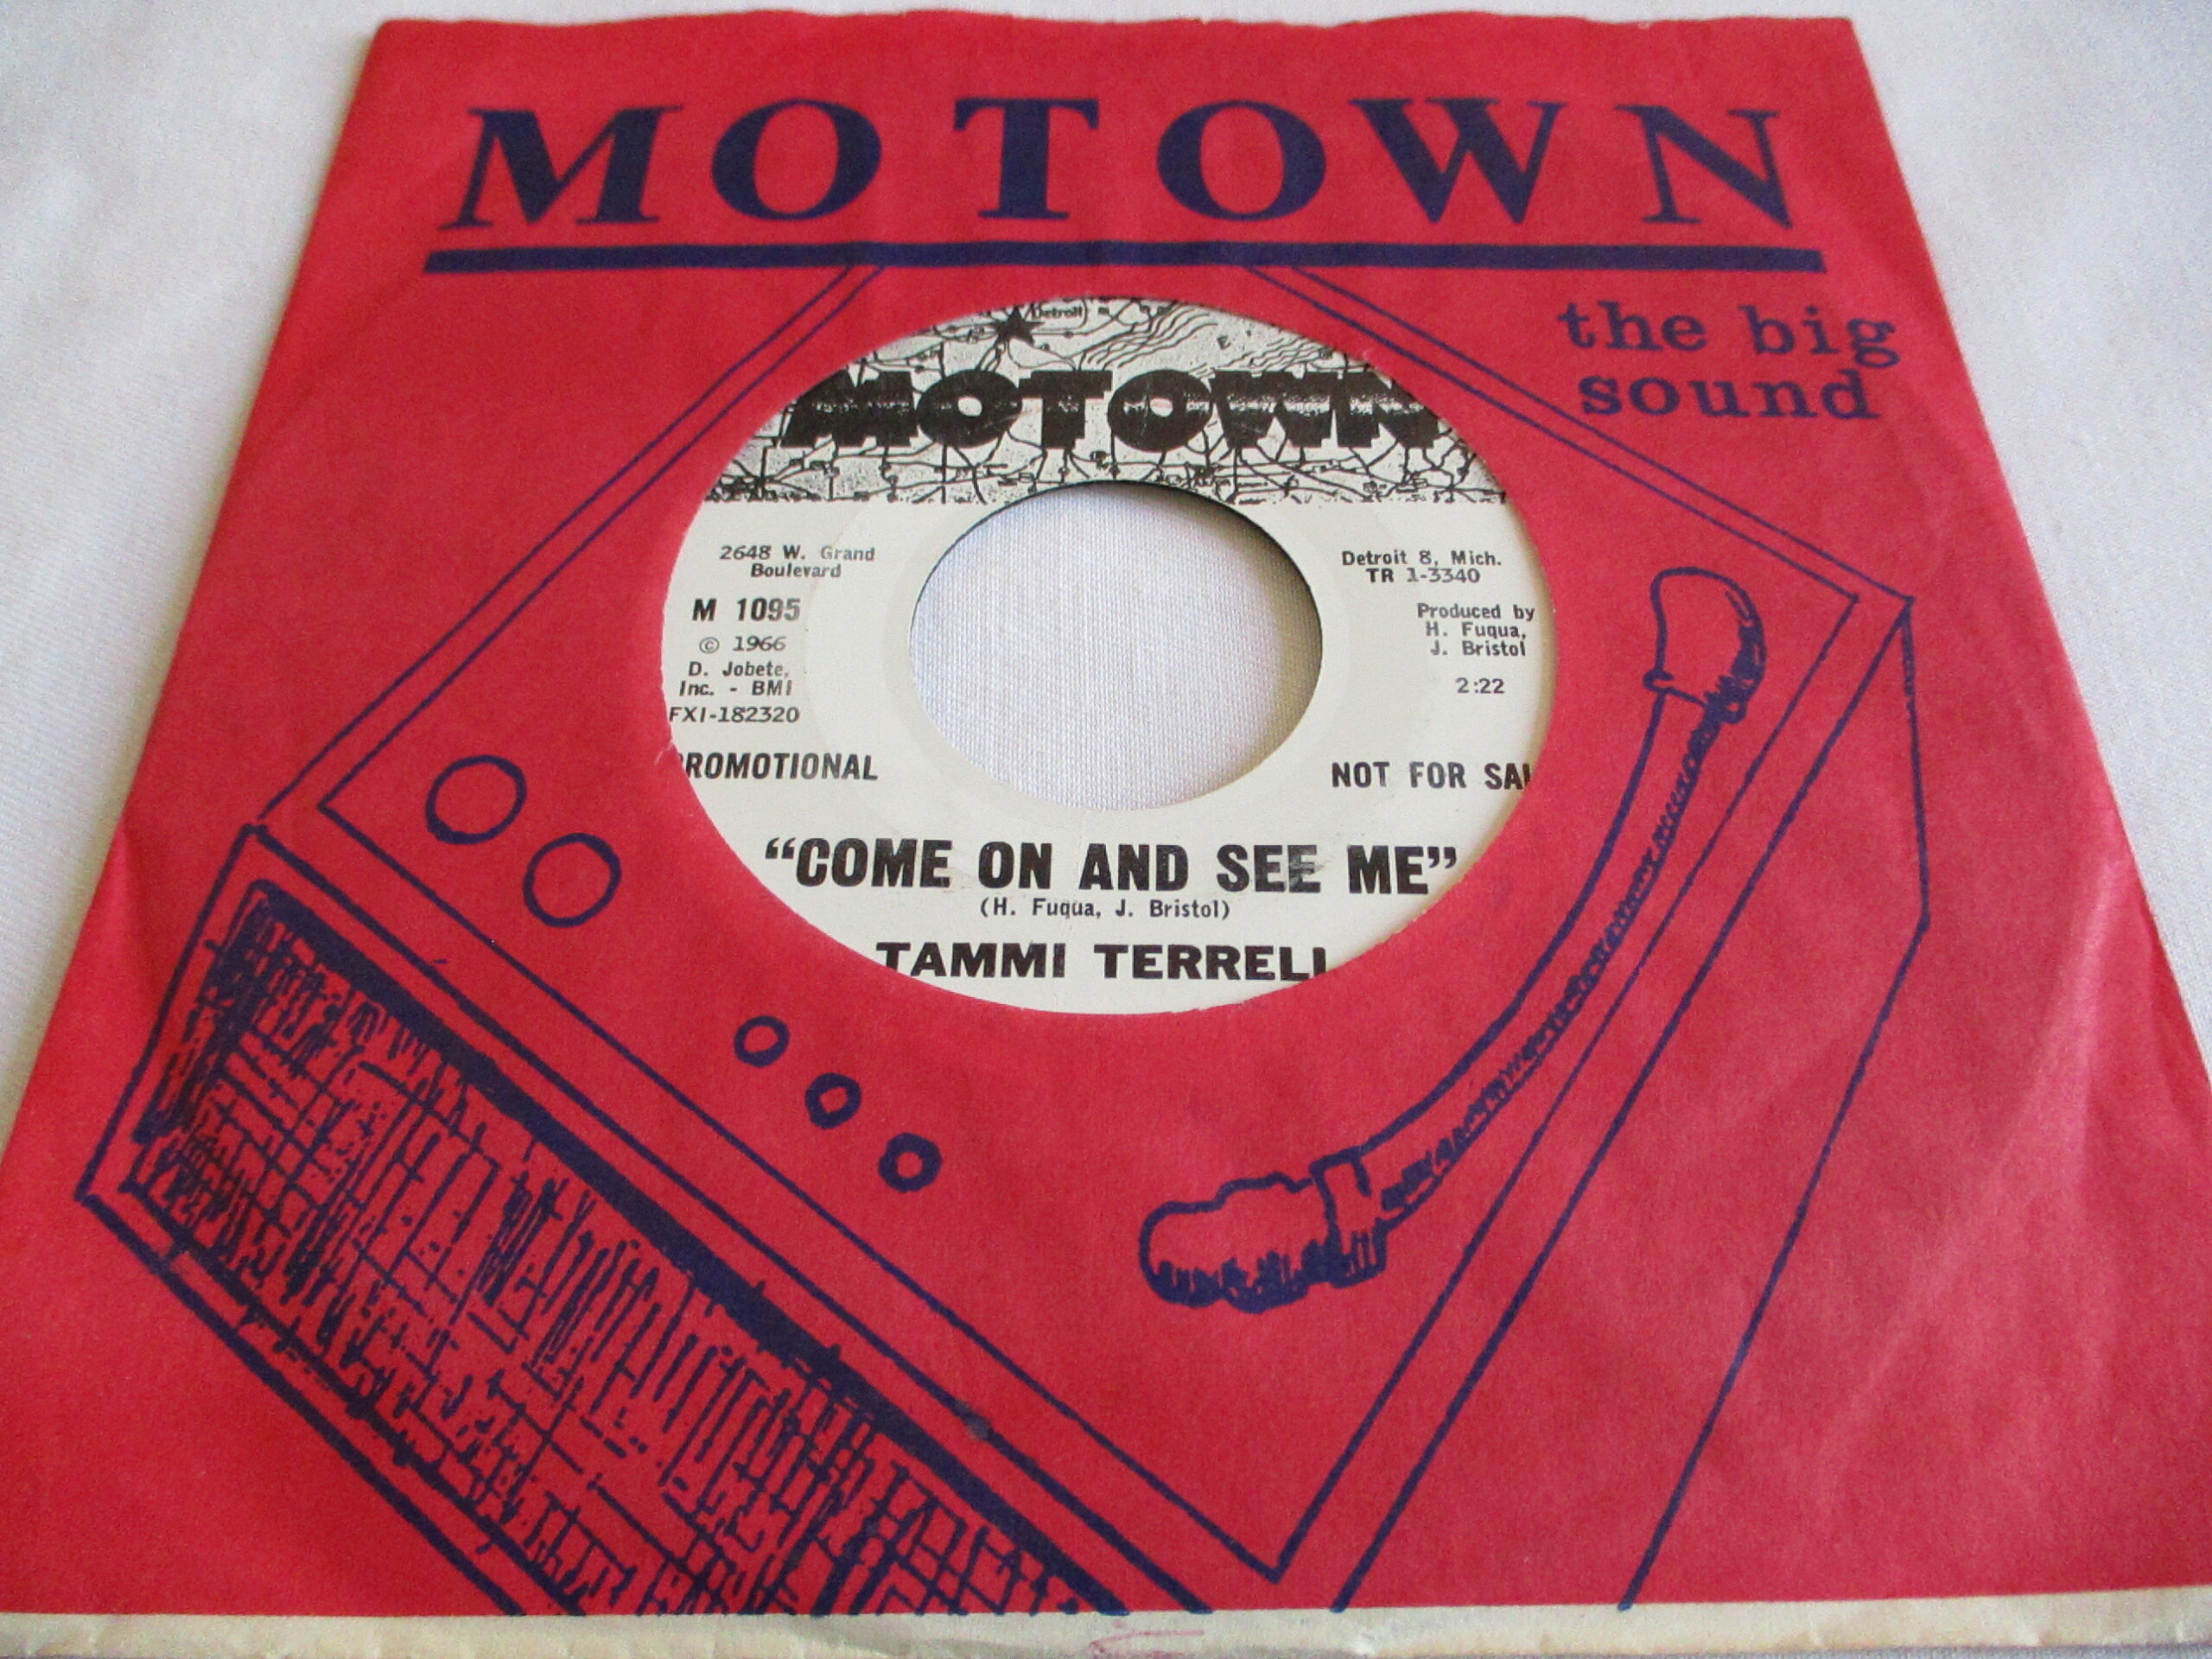 MOTOWN
the big
sound
Detroit
MOTOWN
2648 W. Grand
Boulevard
Detroit 8, Mich.
TR 1-3340
M 1095
© 1966
D. Jobete,
Inc. - BMI
FXI-182320
Produced by
H. Fuqua,
J. Bristol
2:22
ROMOTIONAL
NOT FOR SAL
"COME ON AND SEE ME"
(H. Fuqua, J. Bristol)
TAMMI TERRELL